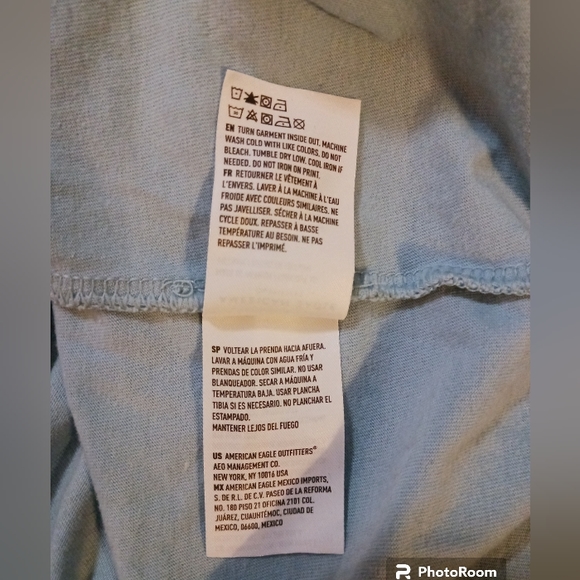 EN TURN GARMENT INSIDE OUT. MACHINE
WASH COLD WITH LIKE COLORS. DO NOT
BLEACH. TUMBLE DRY LOW. COOL IRON IF
NEEDED. DO NOT IRON ON PRINT.
FR RETOURNER LE VÊTEMENT À
L'ENVERS. LAVER À LA MACHINE À L'EAU
FROIDE AVEC COULEURS SIMILAIRES. NE
PAS JAVELLISER. SÉCHER À LA MACHINE
CYCLE DOUX. REPASSER À BASSE
TEMPÉRATURE AU BESOIN. NE PAS
REPASSER L'IMPRIMÉ.
SP VOLTEAR LA PRENDA HACIA AFUERA.
LAVAR A MÁQUINA CON AGUA FRÍA Y
PRENDAS DE COLOR SIMILAR. NO USAR
BLANQUEADOR. SECAR A MÁQUINA A
TEMPERATURA BAJA. USAR PLANCHA
TIBIA SI ES NECESARIO. NO PLANCHAR EL
ESTAMPADO.
MANTENER LEJOS DEL FUEGO
US AMERICAN EAGLE OUTFITTERS®
AEO MANAGEMENT CO.
NEW YORK, NY 10016 USA
MX AMERICAN EAGLE MEXICO IMPORTS,
S. DE R.L. DE C.V. PASEO DE LA REFORMA
NO. 180 PISO 21 OFICINA 2101 COL.
JUÁREZ, CUAUHTÉMOC, CIUDAD DE
MEXICO, 06600, MEXICO
PhotoRoom